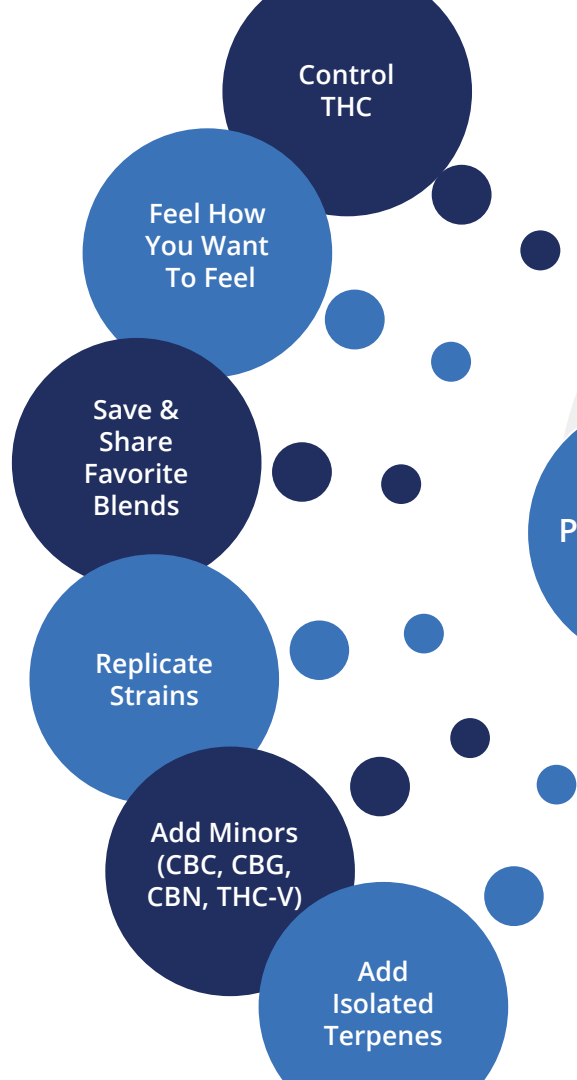 Control
THC
Feel How
You Want
To Feel
Save &
Share
Favorite
Blends
P
Replicate
Strains
Add Minors
(CBC, CBG,
CBN, THC-V)
Add
Isolated
Terpenes